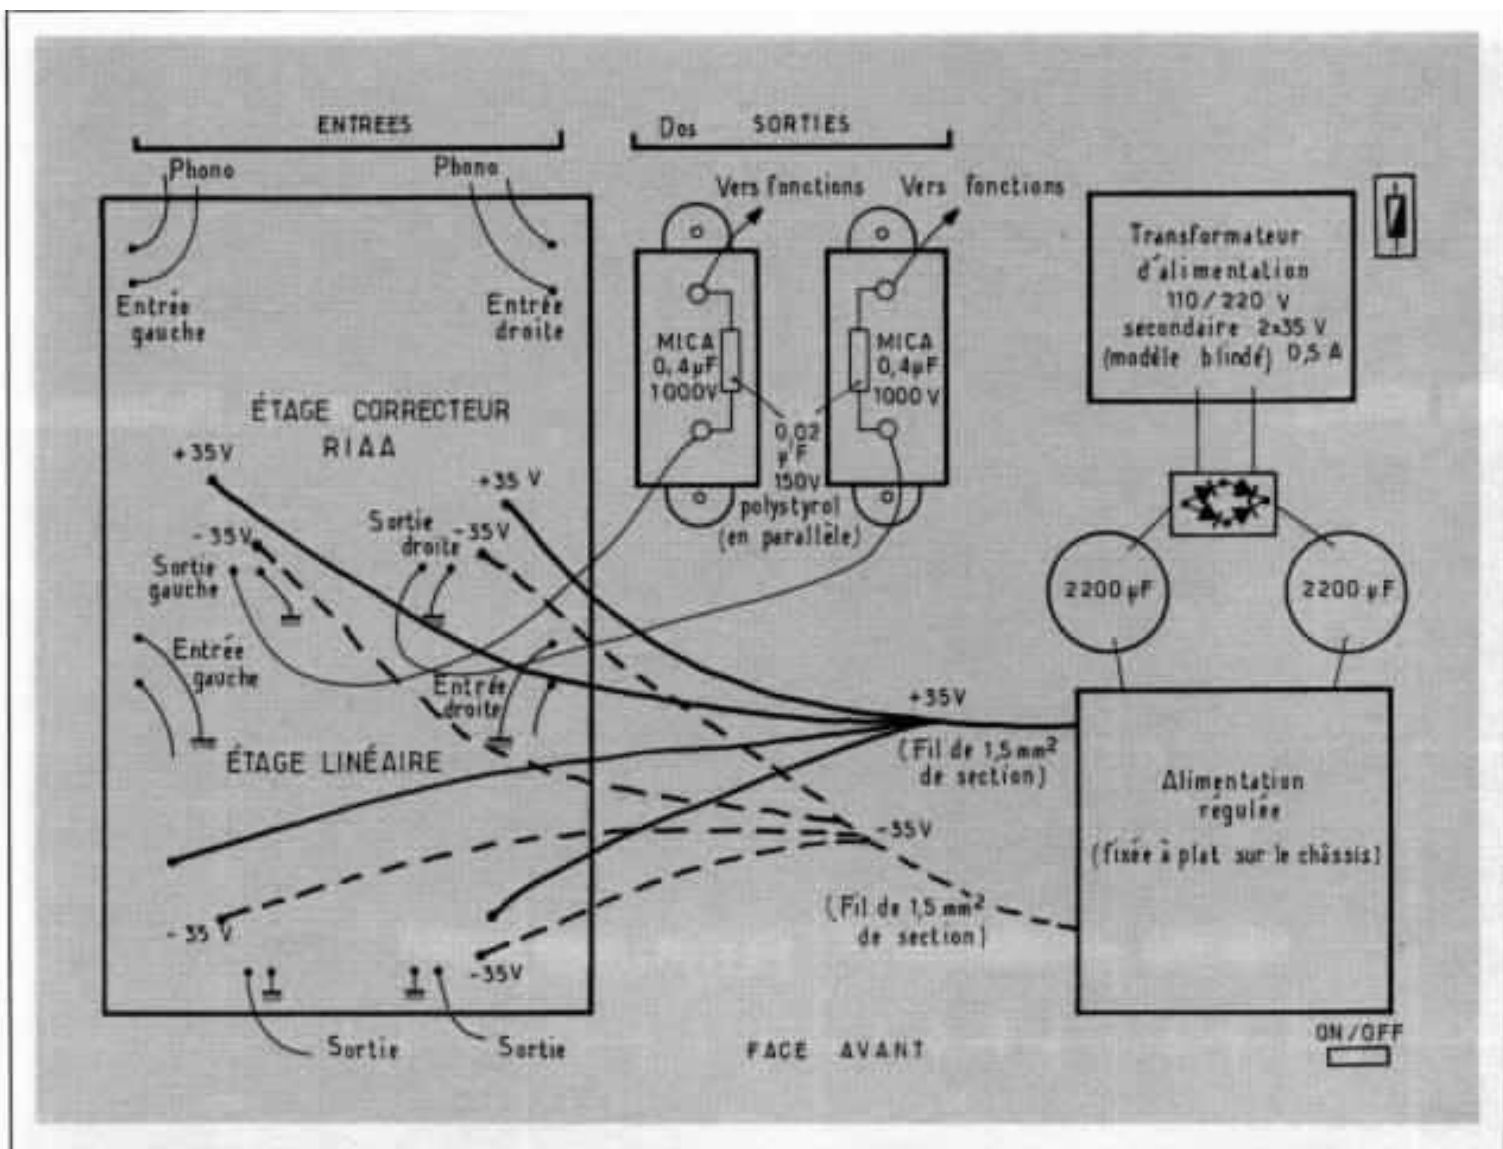 ENTREES
Dos SORTIES
Phono
Phono
Vers fonctions
Vers fonctions
Entrée
gauche
Entrée
droite
MICA
0,4µF
1000V
MICA
0,4µF
1000V
0,02
µF
150V
polystyrol
(en parallèle)
Transformateur
d'alimentation
110/220 V
secondaire 2x35 V
(modèle blindé) 0,5 A
ÉTAGE CORRECTEUR
RIAA
+35V
-35V
Sortie
gauche
Sortie
droite
+35 V
-35V
2200 µF
2200 µF
Entrée
gauche
Entrée
droite
ÉTAGE LINÉAIRE
+35V
(Fil de 1,5 mm²
de section)
-35V
(Fil de 1,5 mm²
de section)
Alimentation
régulée
(fixée à plat sur le châssis)
-35 V
-35V
Sortie
Sortie
FACE AVANT
ON/OFF